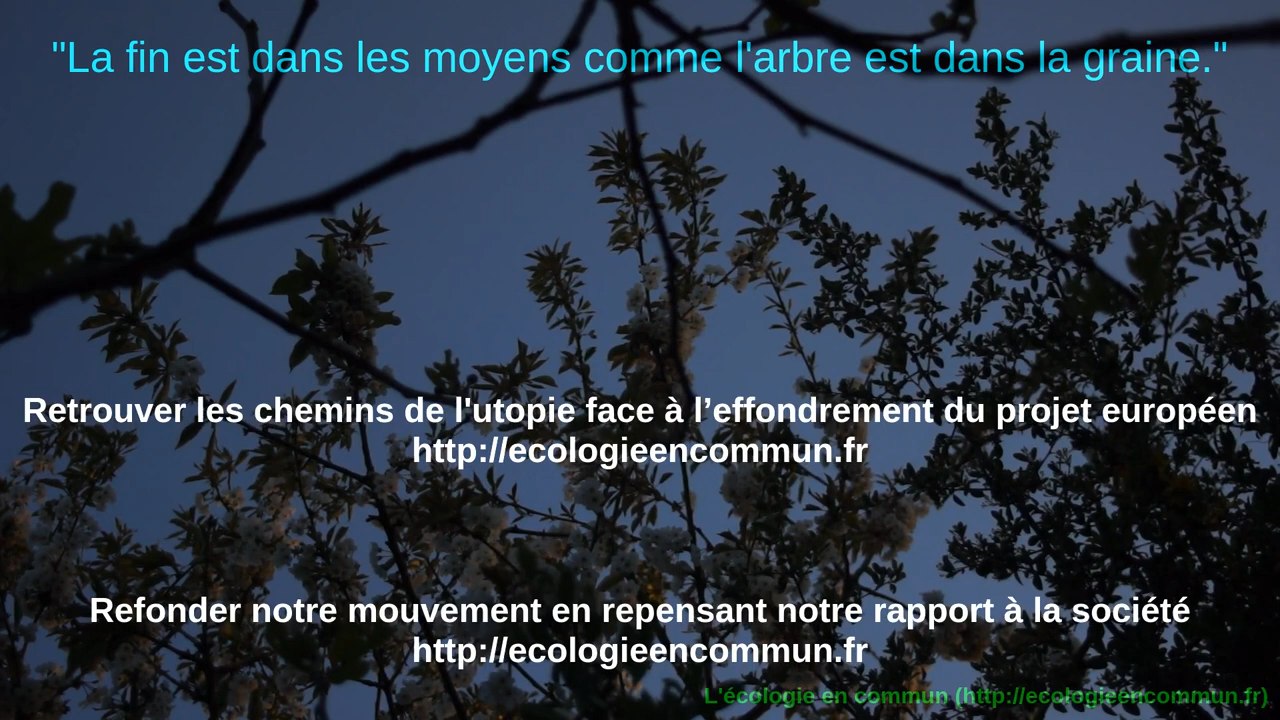 "La fin est dans les moyens comme l'arbre est dans la graine."
Retrouver les chemins de l'utopie face à l’effondrement du projet européen
http://ecologieencommun.fr
Refonder notre mouvement en repensant notre rapport à la société
http://ecologieencommun.fr
L'écologie en commun (http://ecologieencommun.fr)